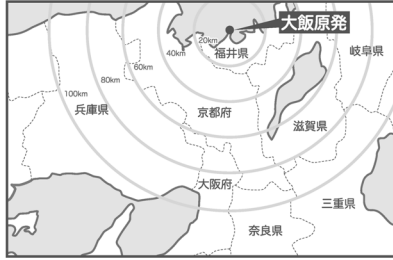 大飯原発
岐阜県
20km
福井県
40km
60km
80km
100km
兵庫県
京都府
滋賀県
大阪府
三重県
奈良県